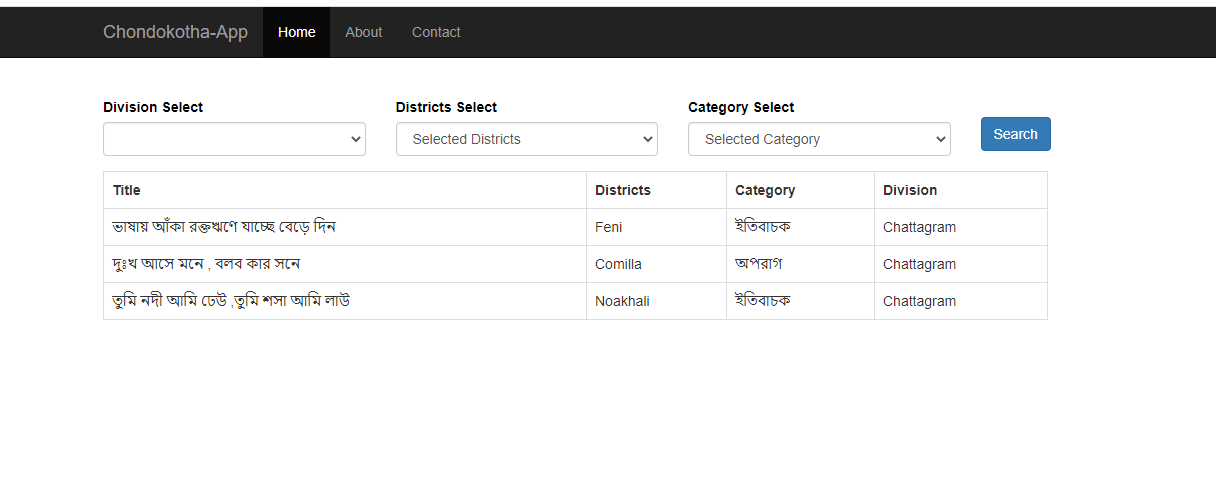 Chondokotha-App Home About Contact
Division Select Districts Select Category Select
Selected Districts Selected Category Search
Title Districts Category Division
ভাষায় আঁকা রক্তঋণে যাচ্ছে বেড়ে দিন Feni ইতিবাচক Chattagram
দুঃখ আসে মনে , বলব কার সনে Comilla অপরাগ Chattagram
তুমি নদী আমি ঢেউ ,তুমি শসা আমি লাউ Noakhali ইতিবাচক Chattagram